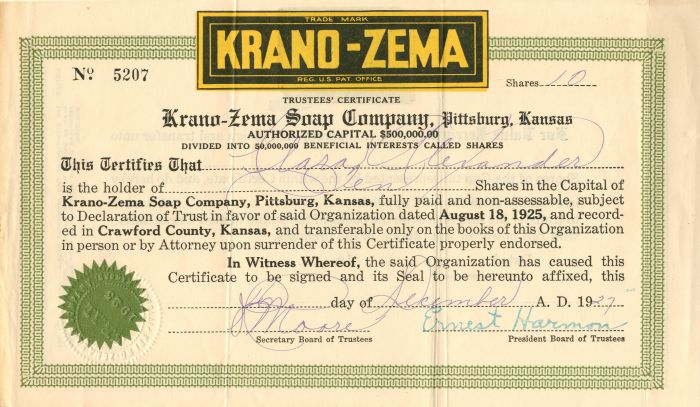 TRADE MARK
KRANO-ZEMA
REG. U.S. PAT. OFFICE
No 5207
Shares 10
TRUSTEES' CERTIFICATE
Krano-Zema Soap Company, Pittsburg, Kansas
AUTHORIZED CAPITAL $500,000,00
DIVIDED INTO 50,000,000 BENEFICIAL INTERESTS CALLED SHARES
This Certifies That Alexander
is the holder of Ten Shares in the Capital of
Krano-Zema Soap Company, Pittsburg, Kansas, fully paid and non-assessable, subject
to Declaration of Trust in favor of said Organization dated August 18, 1925, and record-
ed in Crawford County, Kansas, and transferable only on the books of this Organization
in person or by Attorney upon surrender of this Certificate properly endorsed.
In Witness Whereof, the said Organization has caused this
Certificate to be signed and its Seal to be hereunto affixed, this
day of December A. D. 1927
Moore Ernest Harmon
Secretary Board of Trustees President Board of Trustees